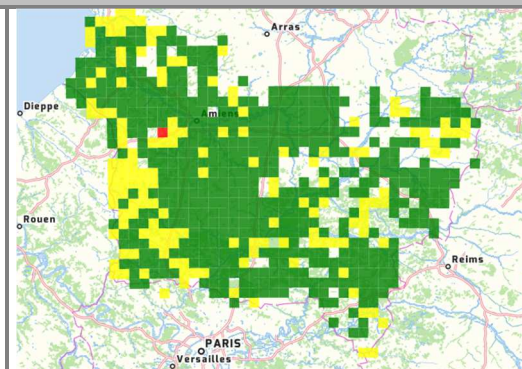 Arras
Dieppe
Amiens
Rouen
Reims
PARIS
Versailles